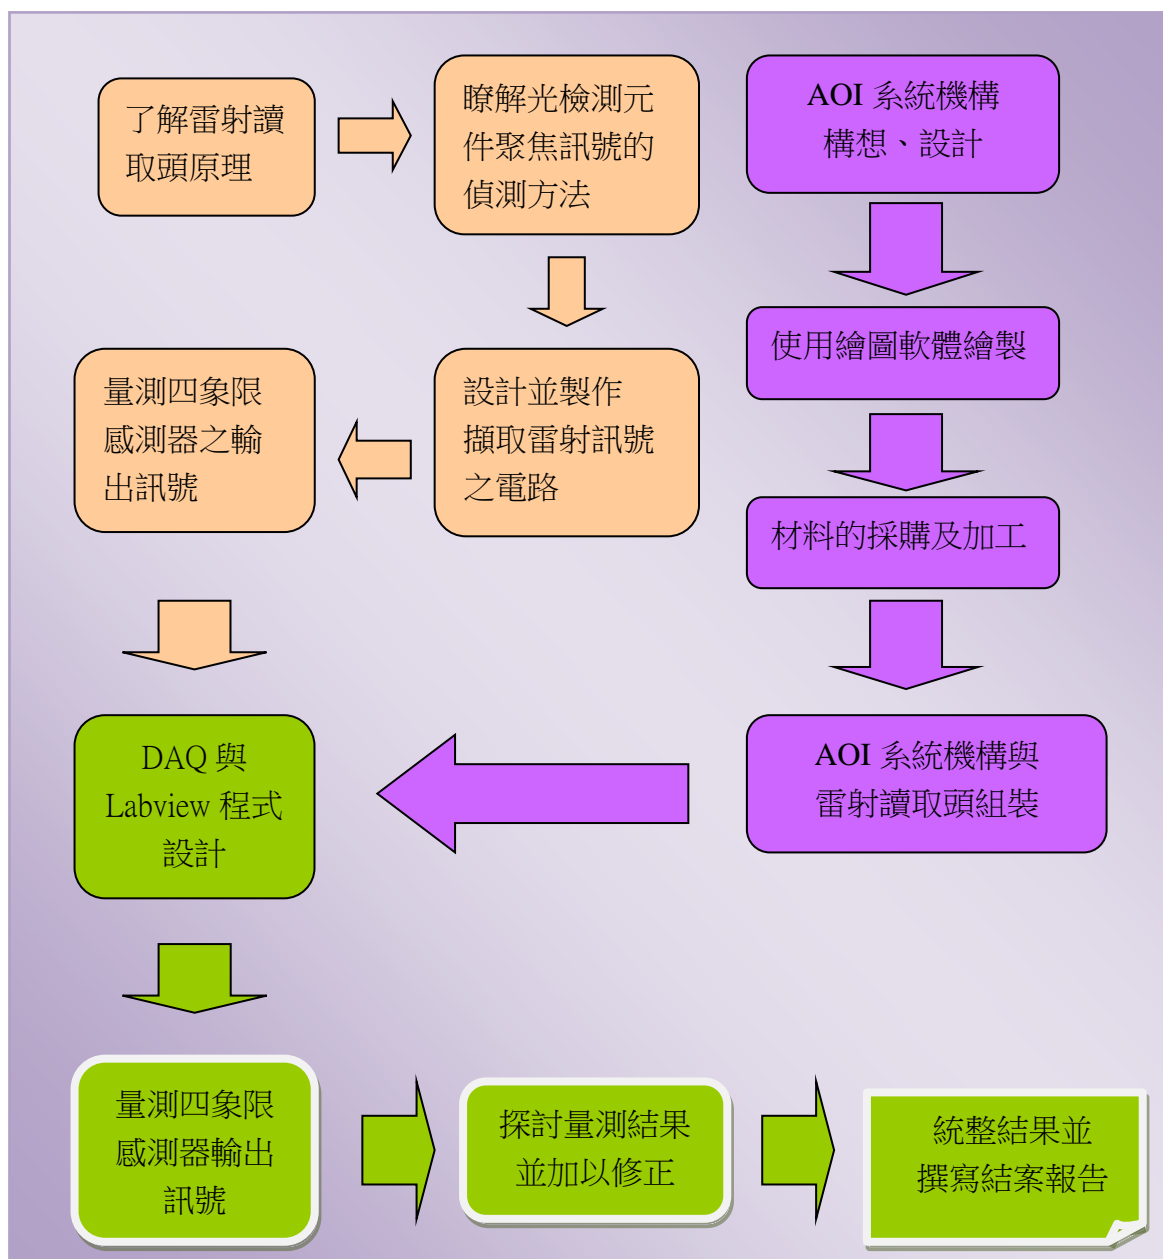 了解雷射讀
取頭原理
瞭解光檢測元
件聚焦訊號的
偵測方法
設計並製作
擷取雷射訊號
之電路
量測四象限
感測器之輸
出訊號
AOI 系統機構
構想、設計
使用繪圖軟體繪製
材料的採購及加工
AOI 系統機構與
雷射讀取頭組裝
DAQ 與
Labview 程式
設計
量測四象限
感測器輸出
訊號
探討量測結果
並加以修正
統整結果並
撰寫結案報告